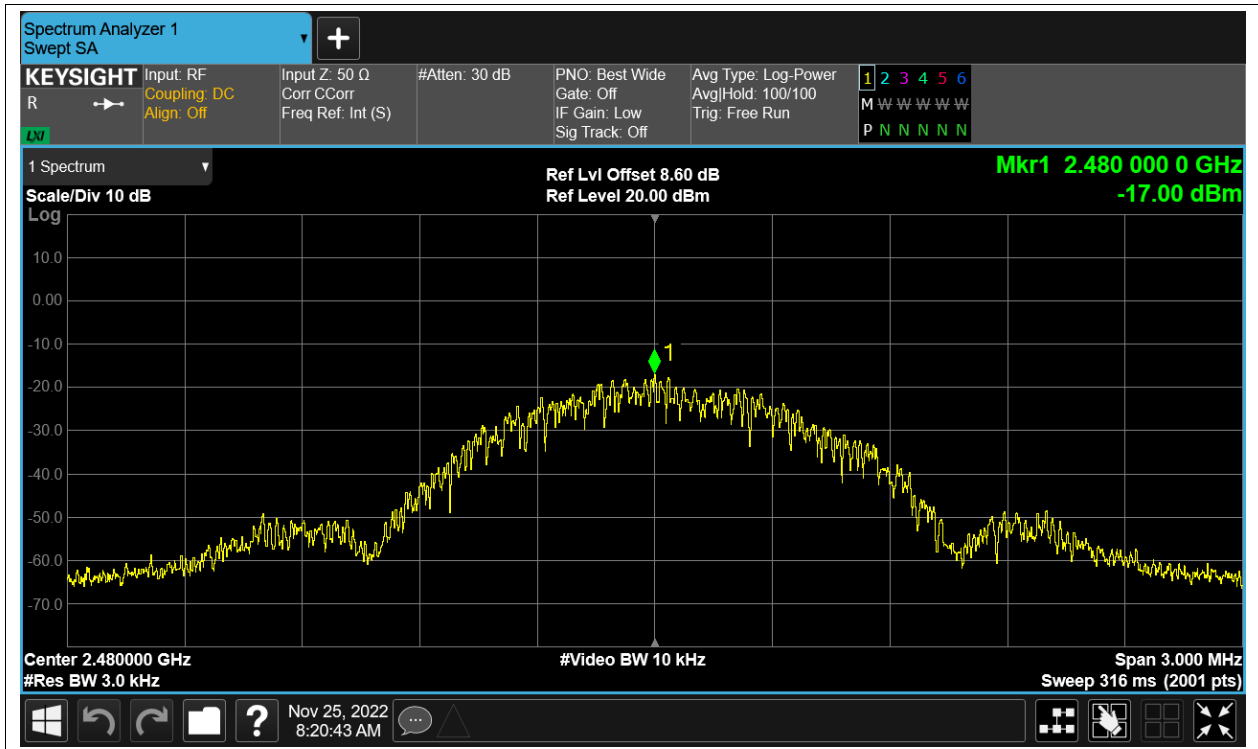 Spectrum Analyzer 1
Swept SA
+
KEYSIGHT
R
LXI
Input: RF
Coupling: DC
Align: Off
Input Z: 50 Ω
Corr CCorr
Freq Ref: Int (S)
#Atten: 30 dB
PNO: Best Wide
Gate: Off
IF Gain: Low
Sig Track: Off
Avg Type: Log-Power
Avg|Hold: 100/100
Trig: Free Run
1 2 3 4 5 6
M W W W W W
P N N N N N
1 Spectrum
Scale/Div 10 dB
Ref Lvl Offset 8.60 dB
Ref Level 20.00 dBm
Mkr1 2.480 000 0 GHz
-17.00 dBm
Log
10.0
0.00
-10.0
1
-20.0
-30.0
-40.0
-50.0
-60.0
-70.0
Center 2.480000 GHz
#Video BW 10 kHz
Span 3.000 MHz
#Res BW 3.0 kHz
Sweep 316 ms (2001 pts)
?
Nov 25, 2022
8:20:43 AM